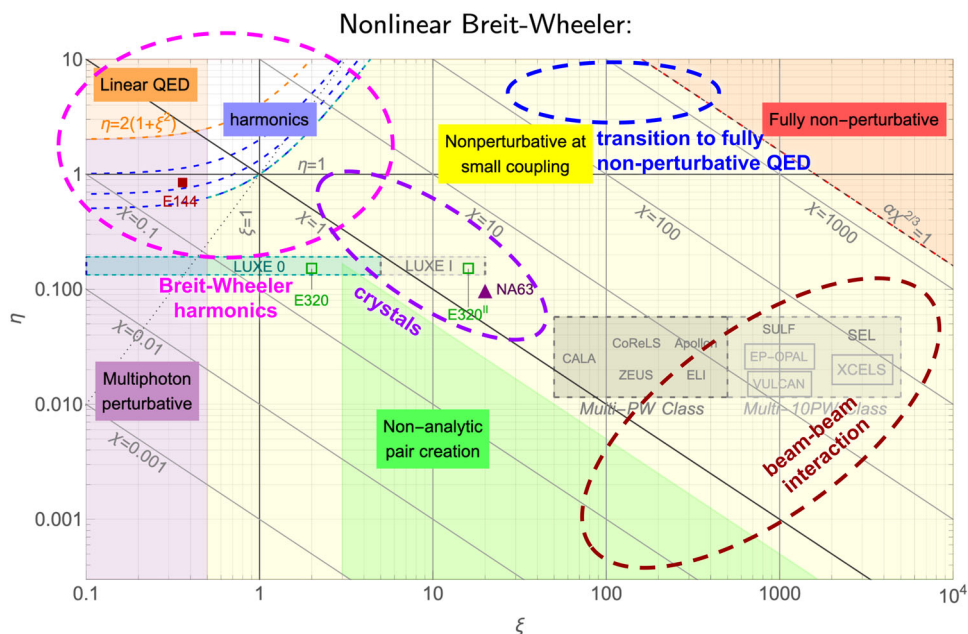 Nonlinear Breit-Wheeler:
10
Linear QED
η=2(1+ξ²)
harmonics
Nonperturbative at
small coupling
transition to fully
non-perturbative QED
Fully non-perturbative
1
E144
η=1
ξ=1
χ=0.1
χ=1
χ=10
χ=100
χ=1000
αχ^2/3=1
LUXE 0
LUXE I
Breit-Wheeler
harmonics
E320
crystals
E320^II
NA63
0.100
η
χ=0.01
Multiphoton
perturbative
CALA
CoReLS
Apollon
ZEUS
ELI
SULF
SEL
EP-OPAL
XCELS
VULCAN
Multi-PW Class
Multi-10PW Class
0.010
χ=0.001
Non-analytic
pair creation
beam-beam
interaction
0.001
0.1
1
10
100
1000
10⁴
ξ